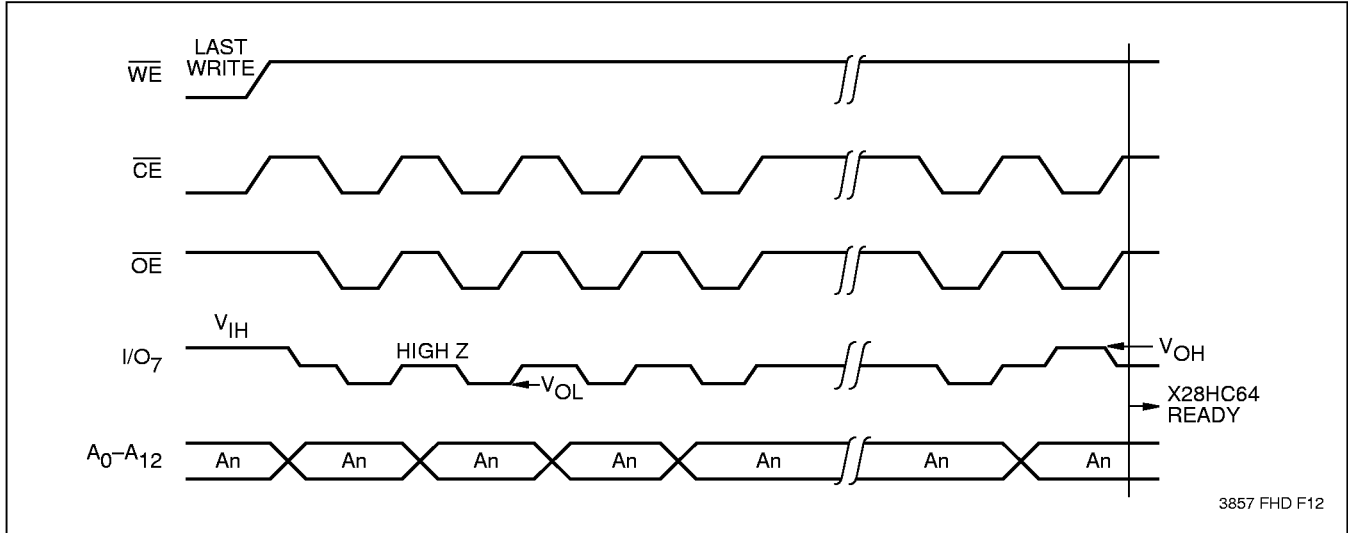 LAST
WRITE
WE
CE
OE
VIH
I/O7
HIGH Z
VOL
VOH
X28HC64
READY
A0–A12
An An An An An An An
3857 FHD F12